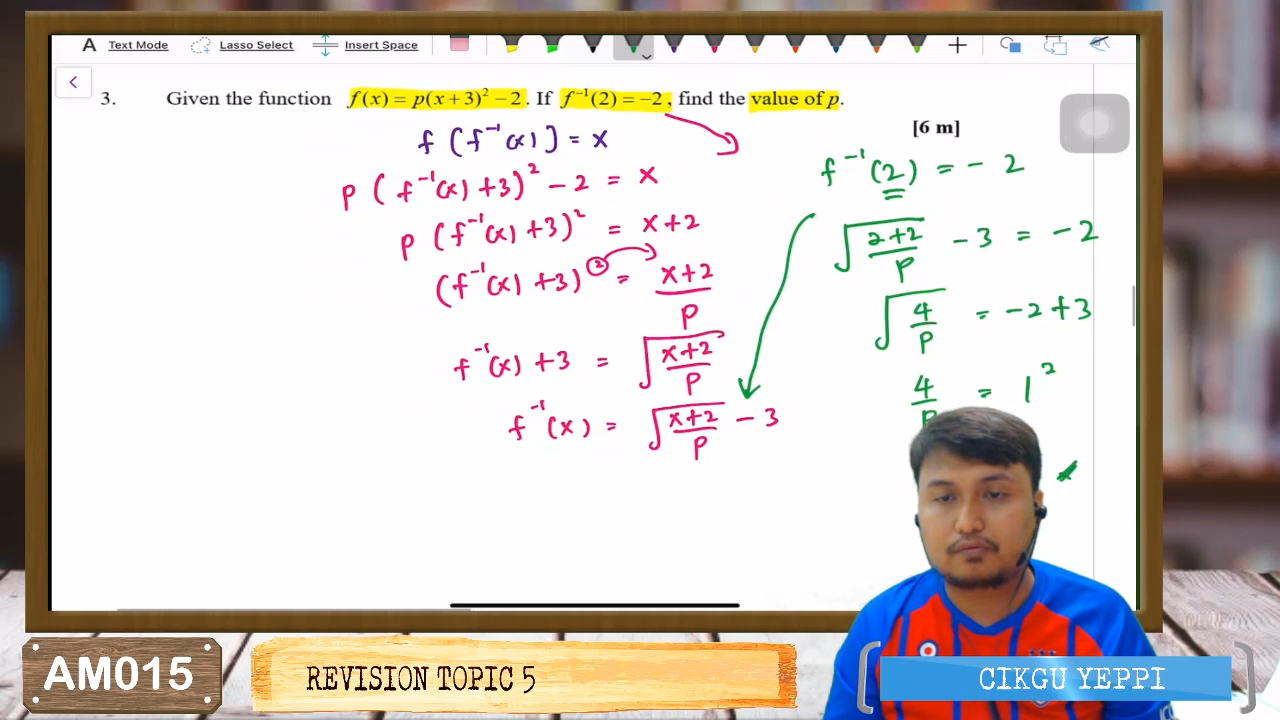 A Text Mode Lasso Select Insert Space
3. Given the function f(x) = p(x+3)² − 2. If f⁻¹(2) = −2, find the value of p.
[6 m]
f [f⁻¹(x)] = x
p (f⁻¹(x) + 3)² − 2 = x
p (f⁻¹(x) + 3)² = x+2
(f⁻¹(x) + 3)² = x+2/p
f⁻¹(x) + 3 = √(x+2/p)
f⁻¹(x) = √(x+2/p) − 3
f⁻¹(2) = − 2
√(2+2/p) − 3 = −2
√(4/p) = −2+3
4/p = 1²
AM015
REVISION TOPIC 5
CIKGU YEPPI